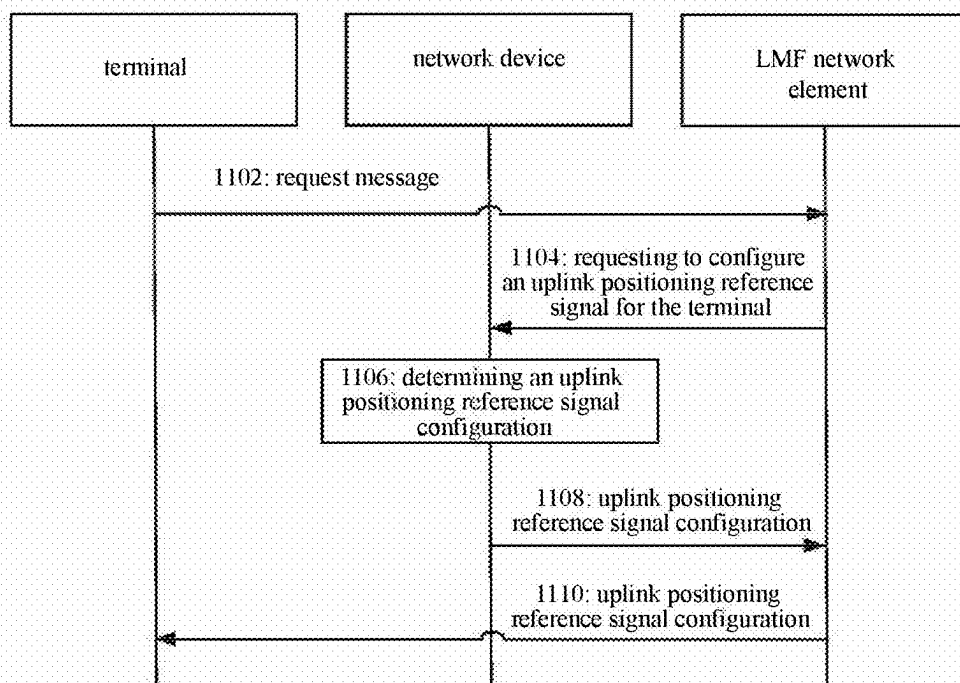 terminal
network device
LMF network
element
1102: request message
1104: requesting to configure
an uplink positioning reference
signal for the terminal
1106: determining an uplink
positioning reference signal
configuration
1108: uplink positioning
reference signal configuration
1110: uplink positioning
reference signal configuration